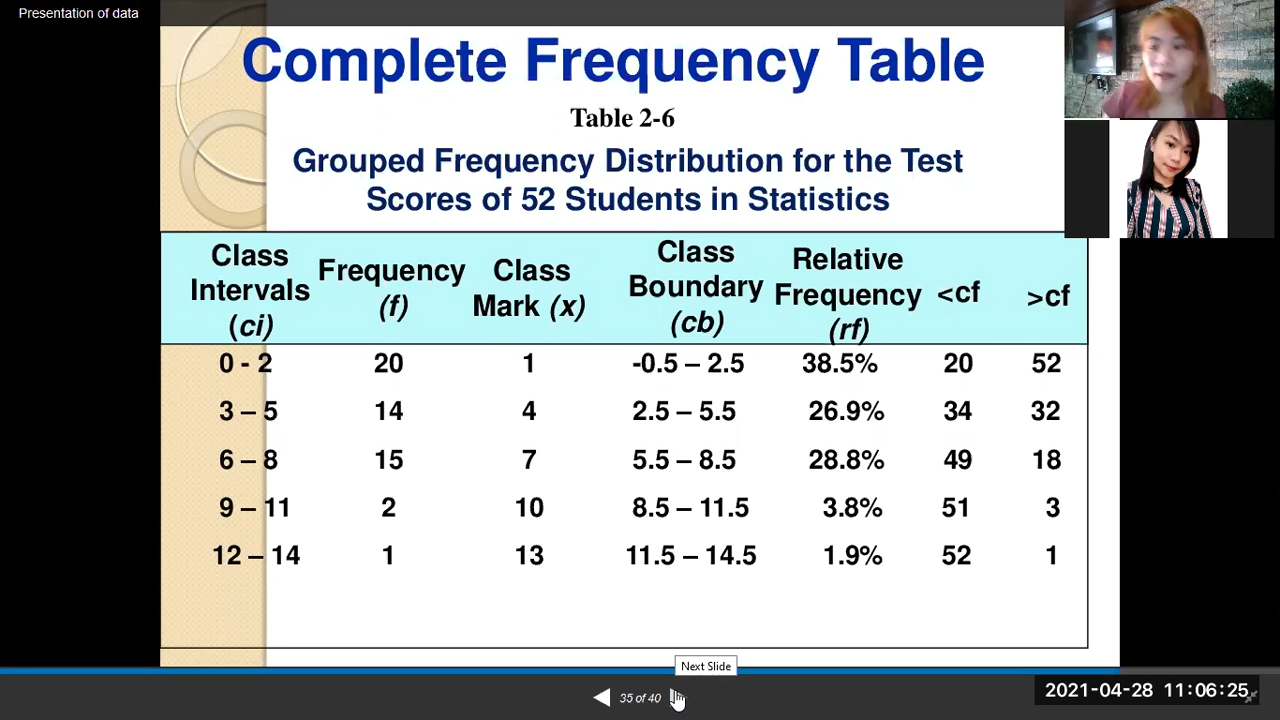 Presentation of data
Complete Frequency Table
Table 2-6
Grouped Frequency Distribution for the Test
Scores of 52 Students in Statistics
Class Intervals (ci) Frequency (f) Class Mark (x) Class Boundary (cb) Relative Frequency (rf) <cf >cf
0 - 2 20 1 -0.5 – 2.5 38.5% 20 52
3 – 5 14 4 2.5 – 5.5 26.9% 34 32
6 – 8 15 7 5.5 – 8.5 28.8% 49 18
9 – 11 2 10 8.5 – 11.5 3.8% 51 3
12 – 14 1 13 11.5 – 14.5 1.9% 52 1
Next Slide
35 of 40
2021-04-28 11:06:25